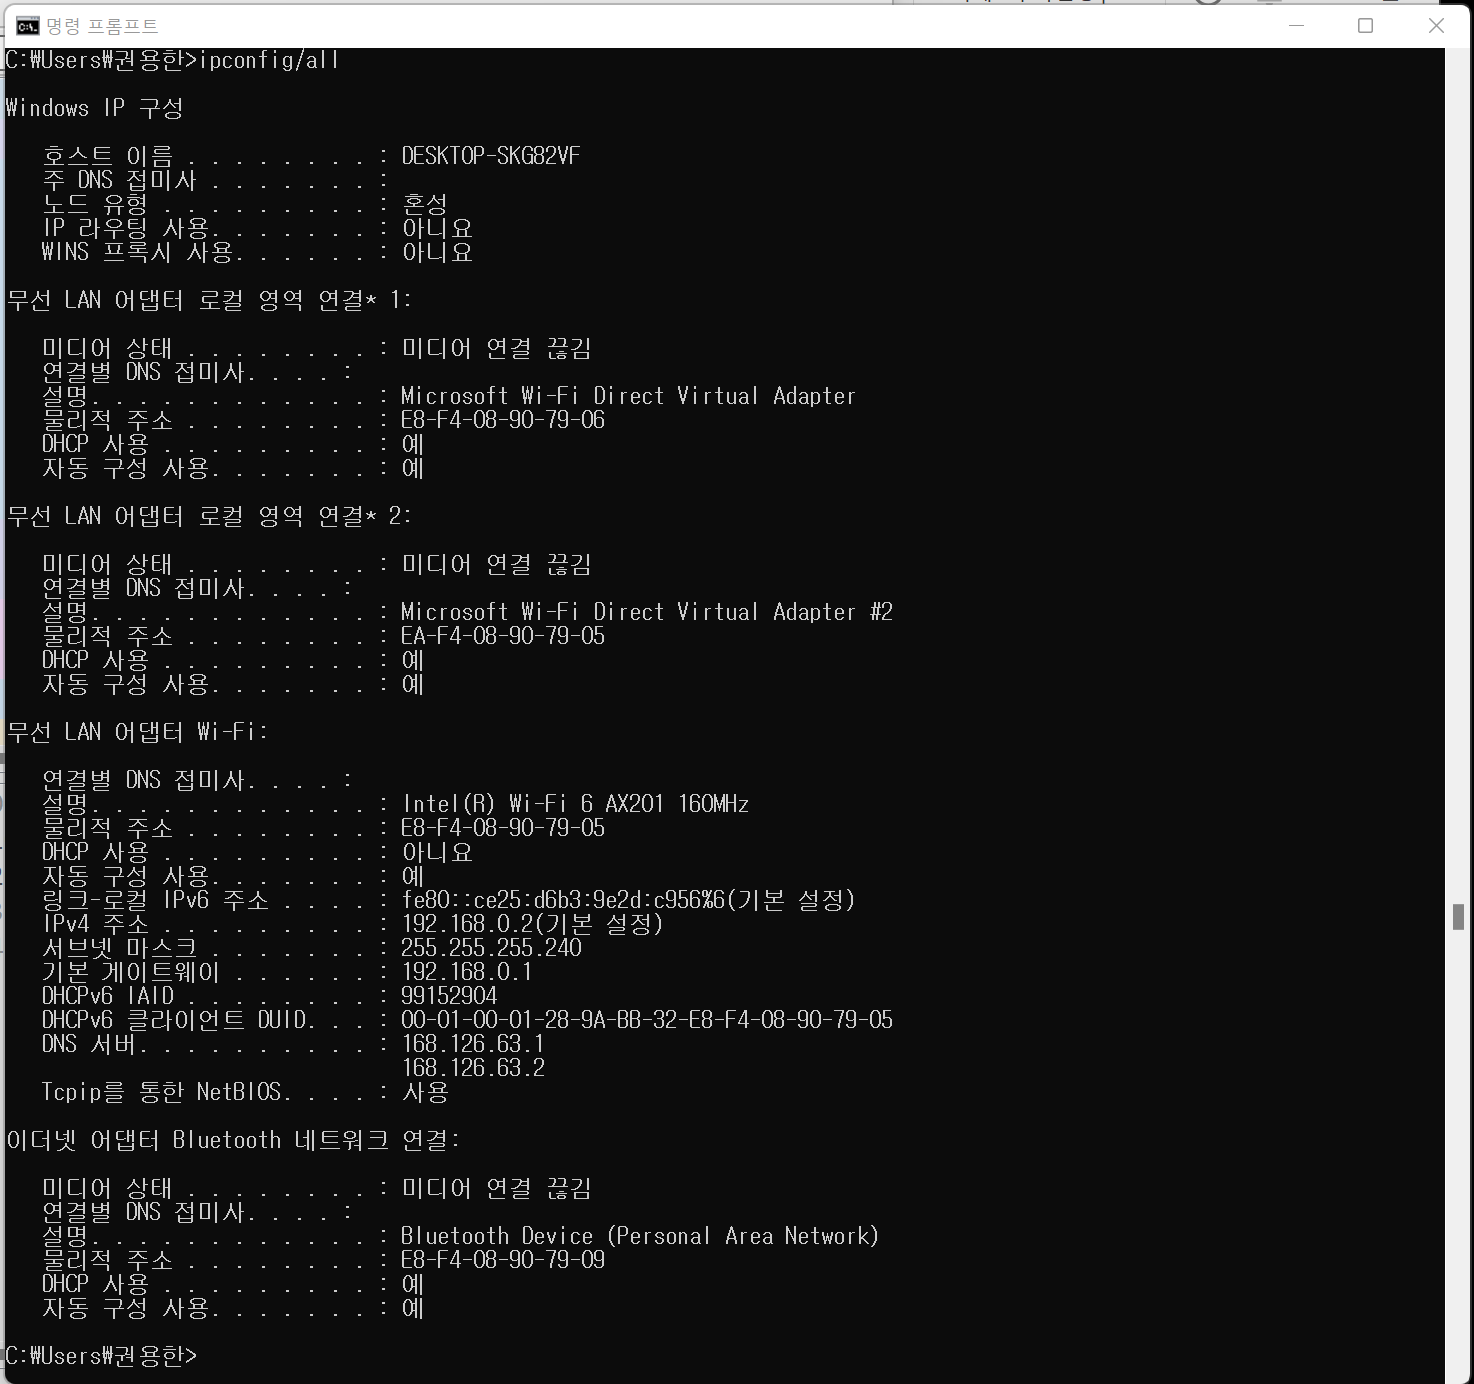 명령 프롬프트
C:₩Users₩권용한>ipconfig/all
Windows IP 구성
호스트 이름 . . . . . . . . : DESKTOP-SKG82VF
주 DNS 접미사 . . . . . . . :
노드 유형 . . . . . . . . . : 혼성
IP 라우팅 사용. . . . . . . : 아니요
WINS 프록시 사용. . . . . . : 아니요
무선 LAN 어댑터 로컬 영역 연결* 1:
미디어 상태 . . . . . . . . : 미디어 연결 끊김
연결별 DNS 접미사. . . . :
설명. . . . . . . . . . . . : Microsoft Wi-Fi Direct Virtual Adapter
물리적 주소 . . . . . . . . : E8-F4-08-90-79-06
DHCP 사용 . . . . . . . . . : 예
자동 구성 사용. . . . . . . : 예
무선 LAN 어댑터 로컬 영역 연결* 2:
미디어 상태 . . . . . . . . : 미디어 연결 끊김
연결별 DNS 접미사. . . . :
설명. . . . . . . . . . . . : Microsoft Wi-Fi Direct Virtual Adapter #2
물리적 주소 . . . . . . . . : EA-F4-08-90-79-05
DHCP 사용 . . . . . . . . . : 예
자동 구성 사용. . . . . . . : 예
무선 LAN 어댑터 Wi-Fi:
연결별 DNS 접미사. . . . :
설명. . . . . . . . . . . . : Intel(R) Wi-Fi 6 AX201 160MHz
물리적 주소 . . . . . . . . : E8-F4-08-90-79-05
DHCP 사용 . . . . . . . . . : 아니요
자동 구성 사용. . . . . . . : 예
링크-로컬 IPv6 주소 . . . . : fe80::ce25:d6b3:9e2d:c956%6(기본 설정)
IPv4 주소 . . . . . . . . . : 192.168.0.2(기본 설정)
서브넷 마스크 . . . . . . . : 255.255.255.240
기본 게이트웨이 . . . . . . : 192.168.0.1
DHCPv6 IAID . . . . . . . . : 99152904
DHCPv6 클라이언트 DUID. . . : 00-01-00-01-28-9A-BB-32-E8-F4-08-90-79-05
DNS 서버. . . . . . . . . . : 168.126.63.1
168.126.63.2
Tcpip를 통한 NetBIOS. . . . : 사용
이더넷 어댑터 Bluetooth 네트워크 연결:
미디어 상태 . . . . . . . . : 미디어 연결 끊김
연결별 DNS 접미사. . . . :
설명. . . . . . . . . . . . : Bluetooth Device (Personal Area Network)
물리적 주소 . . . . . . . . : E8-F4-08-90-79-09
DHCP 사용 . . . . . . . . . : 예
자동 구성 사용. . . . . . . : 예
C:₩Users₩권용한>